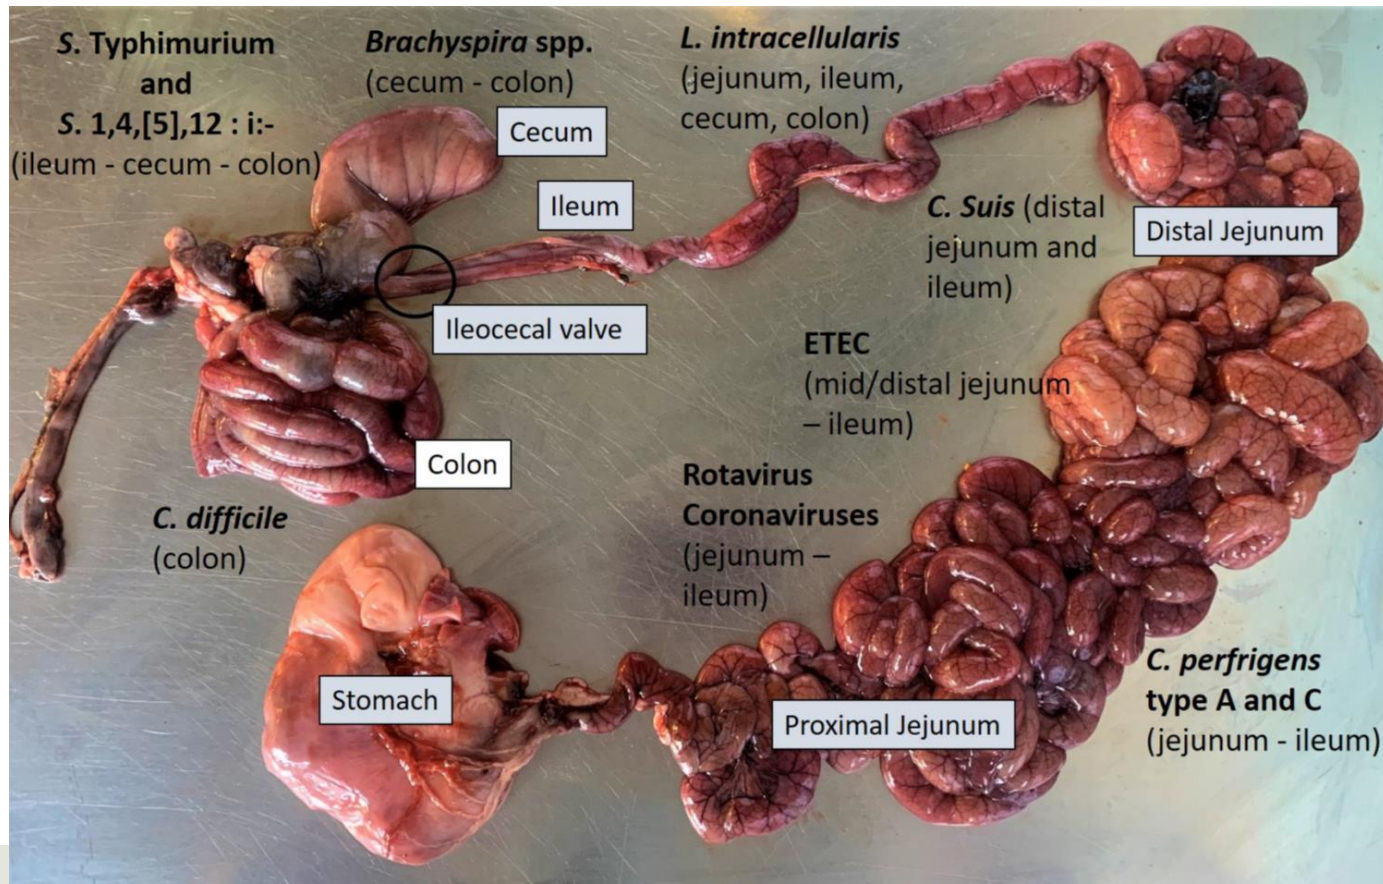 S. Typhimurium
and
S. 1,4,[5],12 : i:-
(ileum - cecum - colon)
Brachyspira spp.
(cecum - colon)
L. intracellularis
(jejunum, ileum,
cecum, colon)
Cecum
Ileum
C. Suis (distal
jejunum and
ileum)
Distal Jejunum
Ileocecal valve
ETEC
(mid/distal jejunum
– ileum)
Colon
Rotavirus
Coronaviruses
(jejunum –
ileum)
C. difficile
(colon)
Stomach
Proximal Jejunum
C. perfrigens
type A and C
(jejunum - ileum)